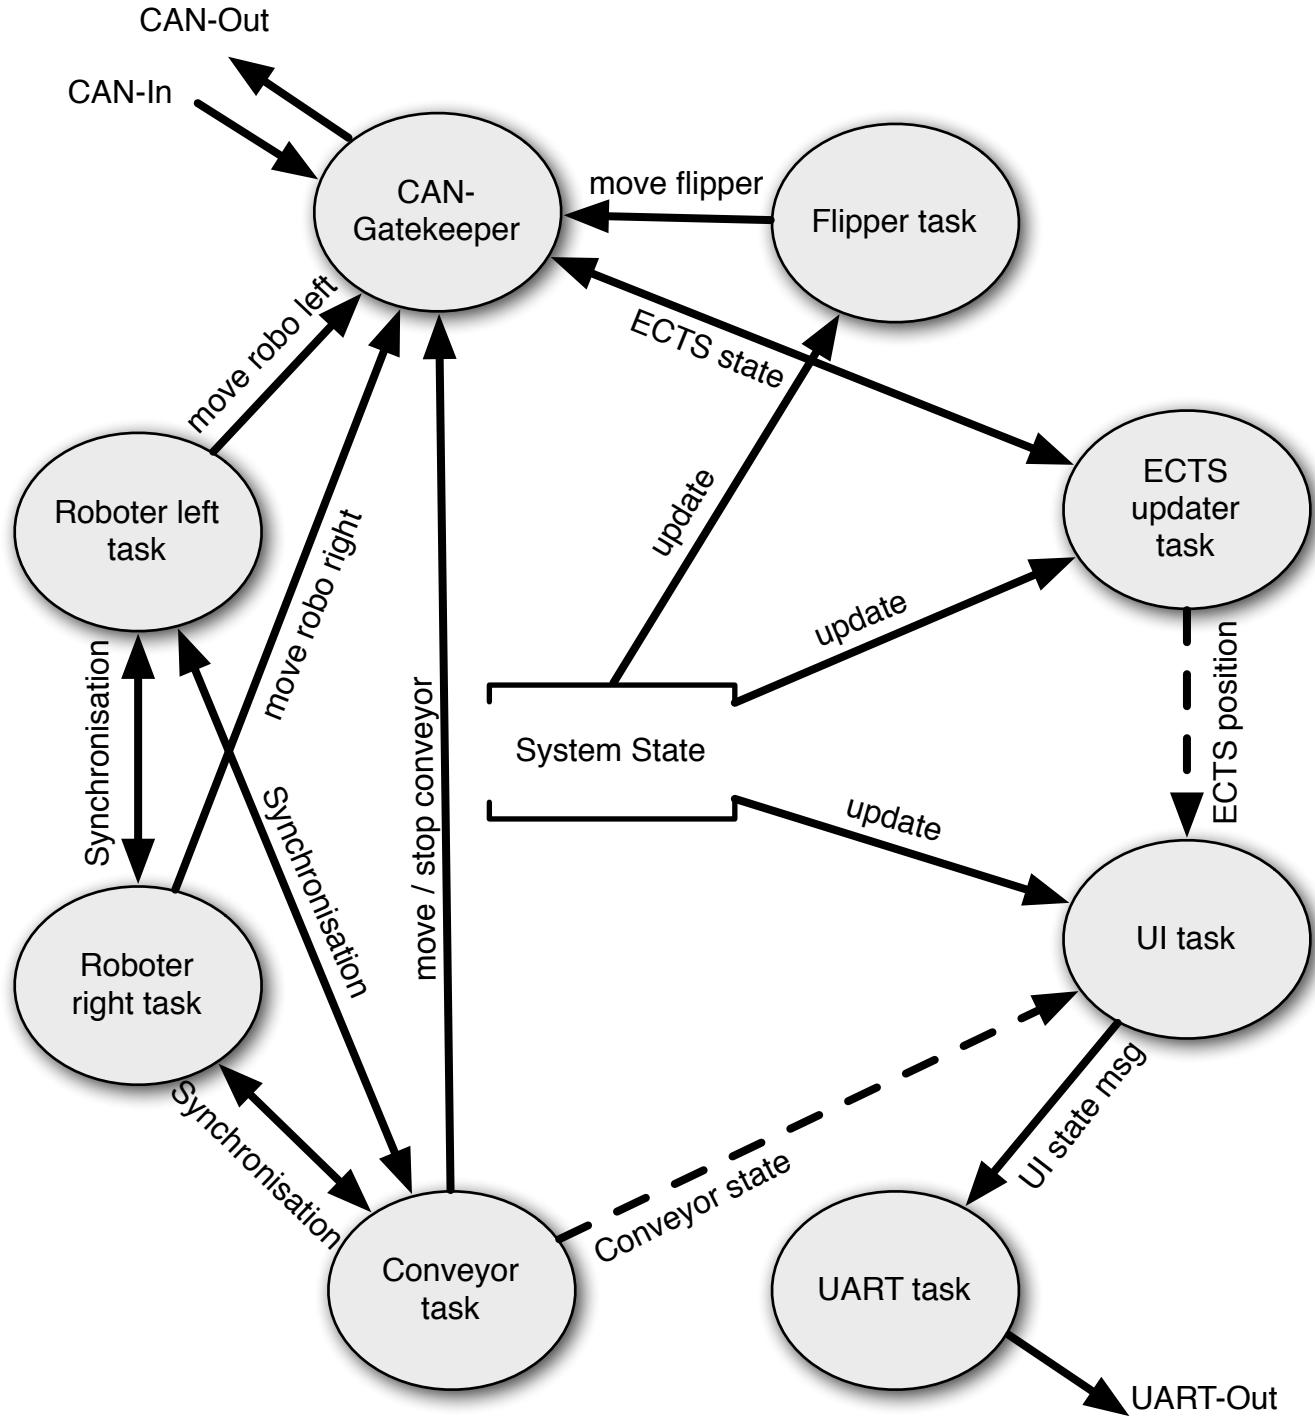 CAN-Out
CAN-In
CAN-
Gatekeeper
move flipper
Flipper task
move robo left
ECTS state
ECTS
updater
task
Roboter left
task
update
move robo right
update
Synchronisation
ECTS position
System State
move / stop conveyor
Synchronisation
update
UI task
Roboter
right task
Synchronisation
UI state msg
Conveyor state
Conveyor
task
UART task
UART-Out